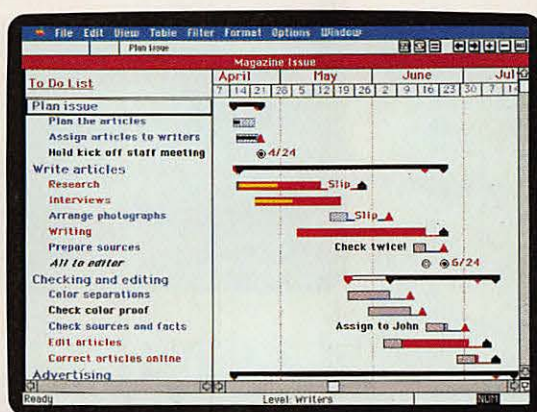 File Edit View Table Filter Format Options Window
Plan issue
Magazine Issue
To Do List
April May June Jul
7 14 21 28 5 12 19 26 2 9 16 23 30 7 14
Plan issue
Plan the articles
Assign articles to writers
Hold kick off staff meeting 4/24
Write articles
Research Slip
Interviews
Arrange photographs Slip
Writing
Prepare sources Check twice!
All to editor 6/24
Checking and editing
Color separations
Check color proof
Check sources and facts Assign to John
Edit articles
Correct articles online
Advertising
Ready Level: Writers NUM